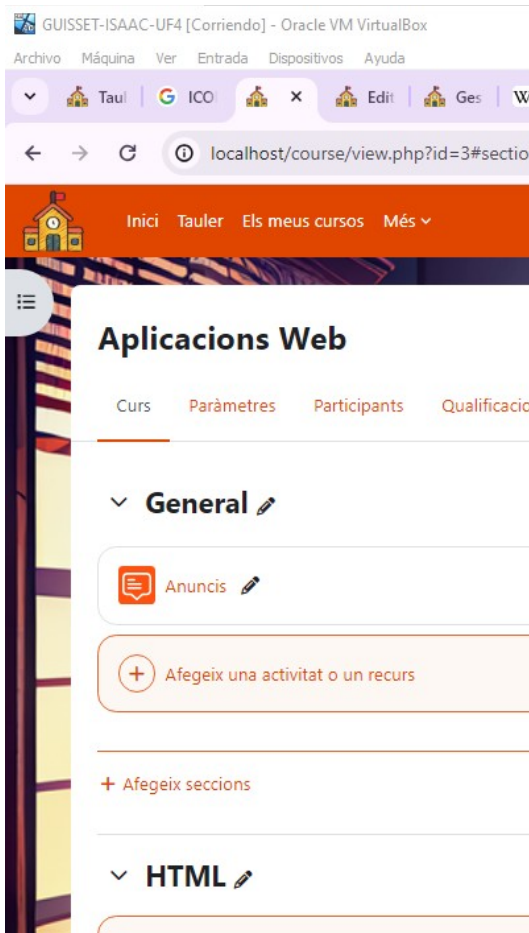 GUISSET-ISAAC-UF4 [Corriendo] - Oracle VM VirtualBox
Archivo Máquina Ver Entrada Dispositivos Ayuda
Taul ICO Edit Ges W
localhost/course/view.php?id=3#sectio
Inici Tauler Els meus cursos Més
Aplicacions Web
Curs Paràmetres Participants Qualificacio
General
Anuncis
Afegeix una activitat o un recurs
+ Afegeix seccions
HTML